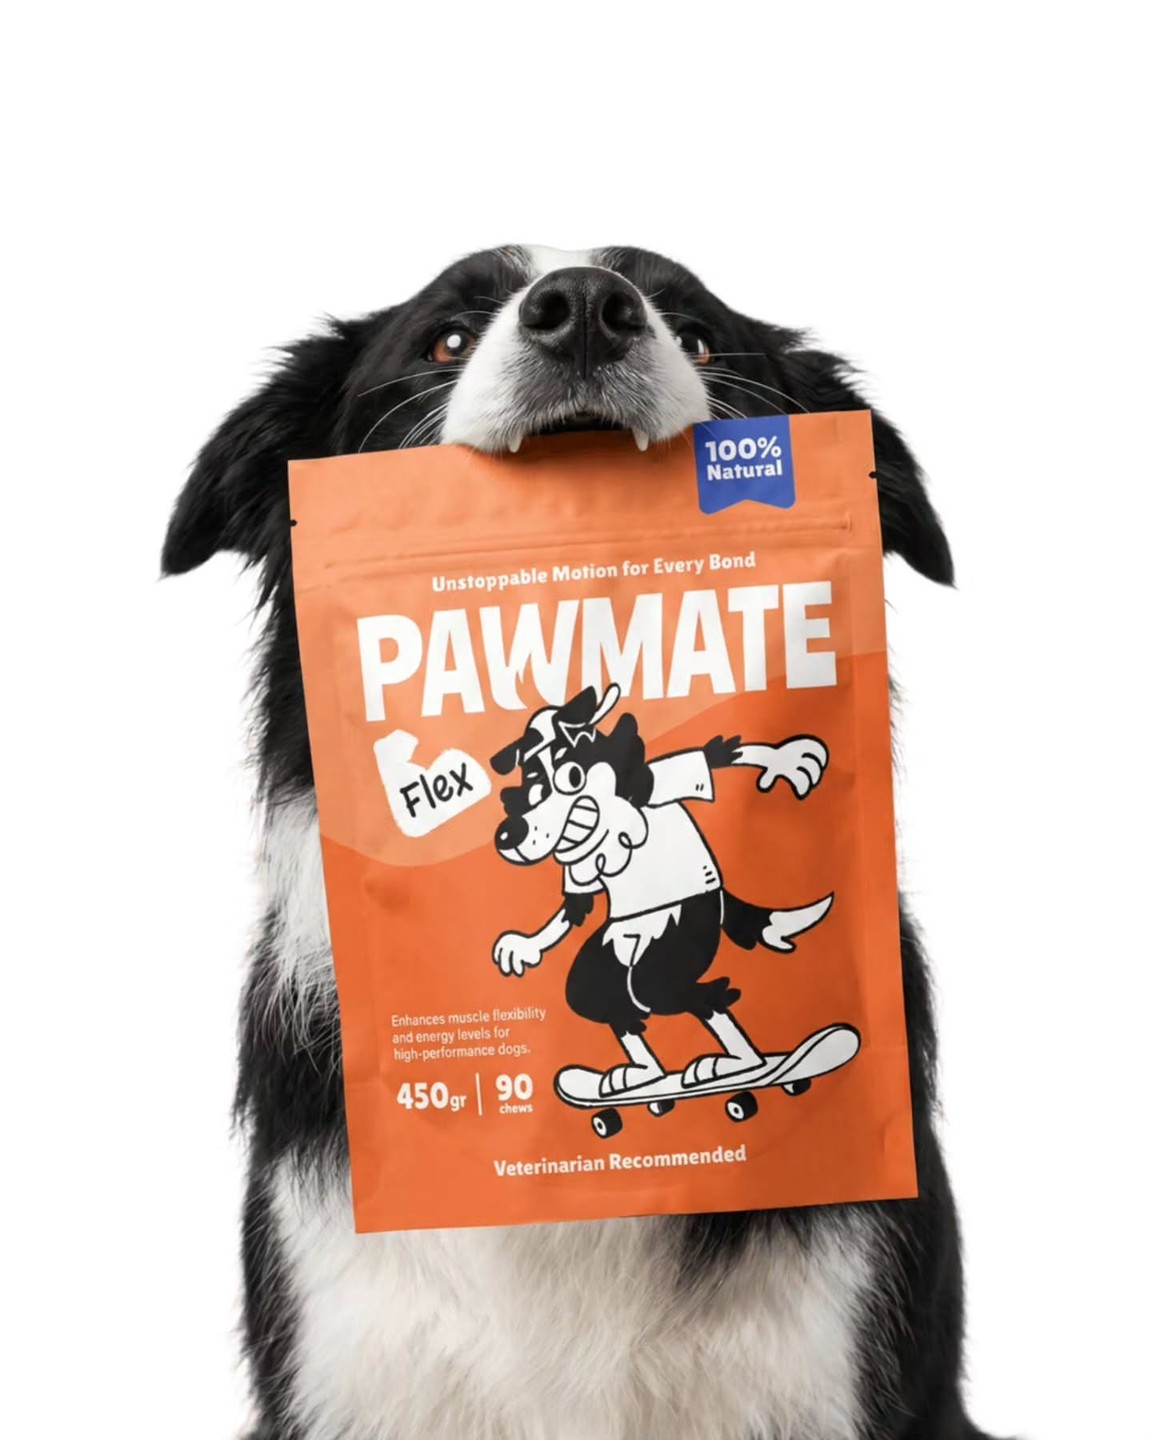 100%
Natural
Unstoppable Motion for Every Bond
PAWMATE
Flex
Enhances muscle flexibility
and energy levels for
high-performance dogs.
450gr | 90
chews
Veterinarian Recommended